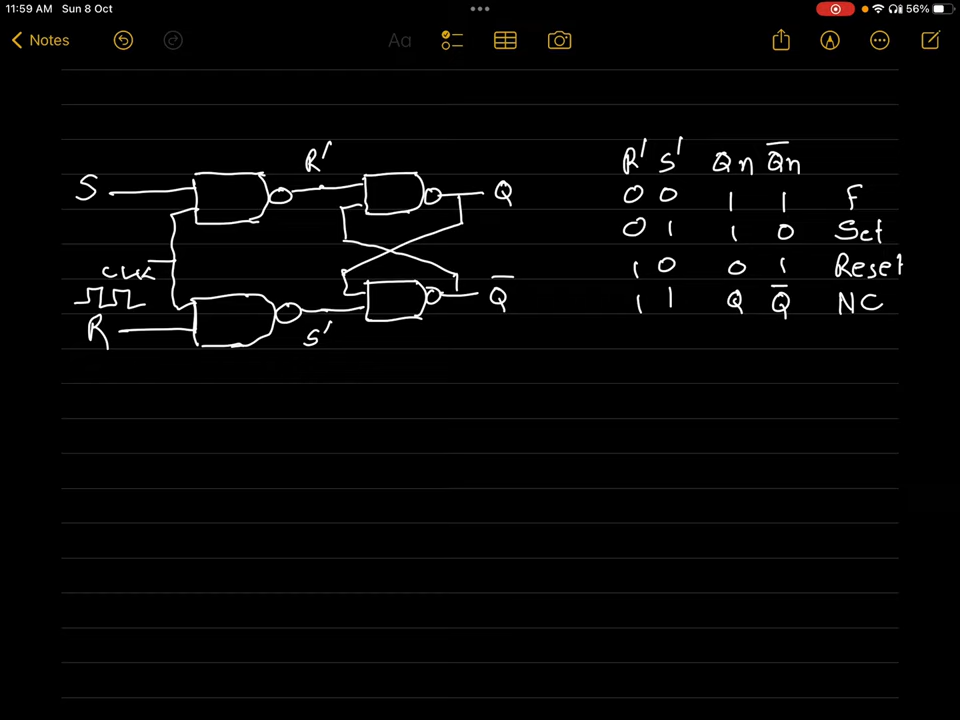 11:59 AM Sun 8 Oct
56%
Notes
Aa
R' S' Qn Q̅n
0 0 1 1 F
0 1 1 0 Set
1 0 0 1 Reset
1 1 Q Q̅ NC
R'
S
Q
CLK
R
Q̅
S'